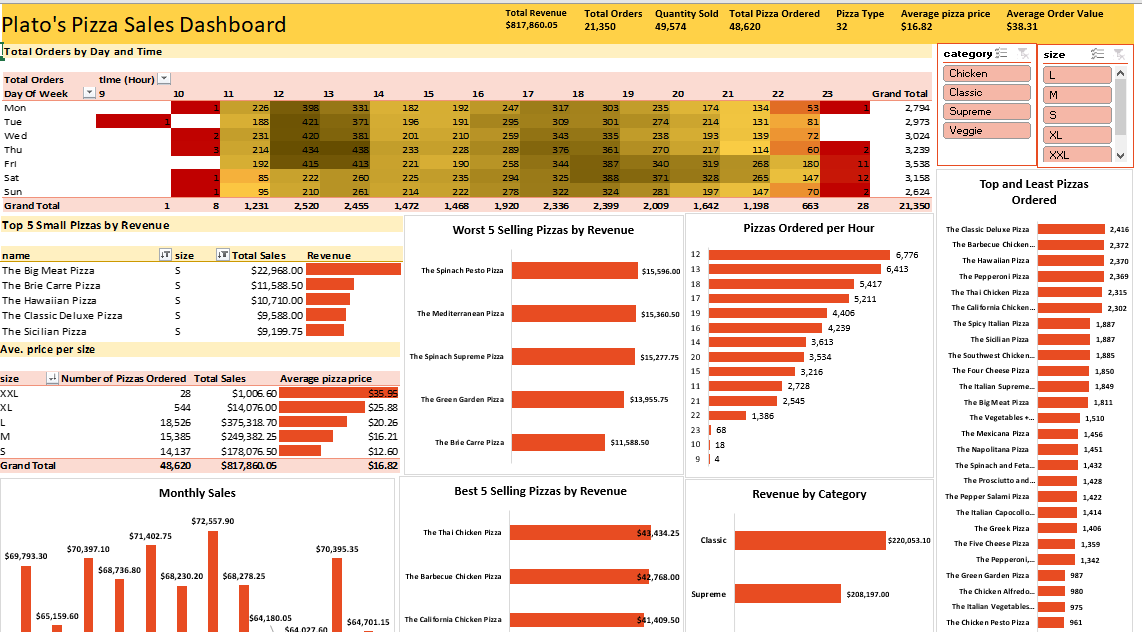 Plato's Pizza Sales Dashboard
Total Revenue Total Orders Quantity Sold Total Pizza Ordered Pizza Type Average pizza price Average Order Value
$817,860.05 21,350 49,574 48,620 32 $16.82 $38.31
Total Orders by Day and Time
Total Orders time (Hour)
Day Of Week 9 10 11 12 13 14 15 16 17 18 19 20 21 22 23 Grand Total
Mon 1 226 398 331 182 192 247 317 303 235 174 134 53 1 2,794
Tue 1 188 421 371 196 191 295 309 301 274 214 131 81 2,973
Wed 2 231 420 381 201 210 259 343 335 238 193 139 72 3,024
Thu 214 434 438 233 228 289 376 361 270 217 114 60 2 3,239
Fri 192 415 413 221 190 258 344 387 340 319 268 180 11 3,538
Sat 1 85 222 260 225 235 294 325 388 371 328 265 147 12 3,158
Sun 1 95 210 261 214 222 278 322 324 281 197 147 70 2 2,624
Grand Total 1 8 1,231 2,520 2,455 1,472 1,468 1,920 2,336 2,399 2,009 1,642 1,198 663 28 21,350
category
Chicken
Classic
Supreme
Veggie
size
L
M
S
XL
XXL
Top 5 Small Pizzas by Revenue
name size Total Sales Revenue
The Big Meat Pizza S $22,968.00
The Brie Carre Pizza S $11,588.50
The Hawaiian Pizza S $10,710.00
The Classic Deluxe Pizza S $9,588.00
The Sicilian Pizza S $9,199.75
Ave. price per size
size Number of Pizzas Ordered Total Sales Average pizza price
XXL 28 $1,006.60 $35.95
XL 544 $14,076.00 $25.88
L 18,526 $375,318.70 $20.26
M 15,385 $249,382.25 $16.21
S 14,137 $178,076.50 $12.60
Grand Total 48,620 $817,860.05 $16.82
Worst 5 Selling Pizzas by Revenue
The Spinach Pesto Pizza $15,596.00
The Mediterranean Pizza $15,360.50
The Spinach Supreme Pizza $15,277.75
The Green Garden Pizza $13,955.75
The Brie Carre Pizza $11,588.50
Pizzas Ordered per Hour
12 6,776
13 6,413
18 5,417
17 5,211
19 4,406
16 4,239
14 3,613
20 3,534
15 3,216
11 2,728
21 2,545
22 1,386
23 68
10 18
9 4
Top and Least Pizzas
Ordered
The Classic Deluxe Pizza 2,416
The Barbecue Chicken... 2,372
The Hawaiian Pizza 2,370
The Pepperoni Pizza 2,369
The Thai Chicken Pizza 2,315
The California Chicken... 2,302
The Spicy Italian Pizza 1,887
The Sicilian Pizza 1,887
The Southwest Chicken... 1,885
The Four Cheese Pizza 1,850
The Italian Supreme... 1,849
The Big Meat Pizza 1,811
The Vegetables +... 1,510
The Mexicana Pizza 1,456
The Napolitana Pizza 1,451
The Spinach and Feta... 1,432
The Prosciutto and... 1,428
The Pepper Salami Pizza 1,422
The Italian Capocollo... 1,414
The Greek Pizza 1,406
The Five Cheese Pizza 1,359
The Pepperoni,... 1,342
The Green Garden Pizza 987
The Chicken Alfredo... 980
The Italian Vegetables... 975
The Chicken Pesto Pizza 961
Monthly Sales
$69,793.30
$65,159.60
$70,397.10
$68,736.80
$71,402.75
$68,230.20
$72,557.90
$68,278.25
$64,180.05
$64,027.60
$70,395.35
$64,701.15
Best 5 Selling Pizzas by Revenue
The Thai Chicken Pizza $43,434.25
The Barbecue Chicken Pizza $42,768.00
The California Chicken Pizza $41,409.50
Revenue by Category
Classic $220,053.10
Supreme $208,197.00